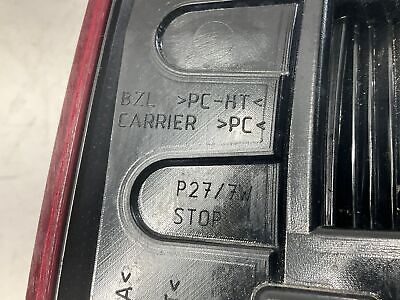 BZL >PC-HT<
CARRIER >PC<
P27/7W
STOP
A<